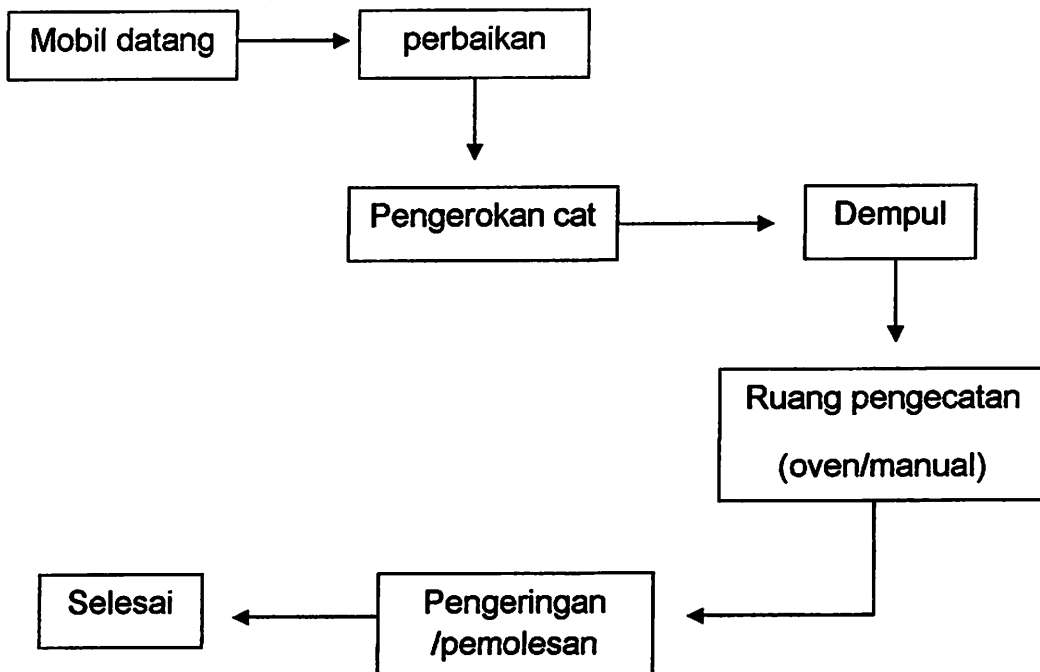 Mobil datang
perbaikan
Pengerokan cat
Dempul
Ruang pengecatan
(oven/manual)
Pengeringan
/pemolesan
Selesai